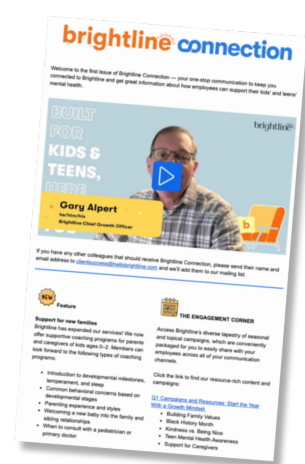 brightline connection
Welcome to the first issue of Brightline Connection — your one-stop communication to keep you
connected to Brightline and get great information about how employees can support their kids' and teens'
mental health.
brightline
BUILT
FOR
KIDS &
TEENS,
HERE
Gary Alpert
he/him/his
Brightline Chief Growth Officer
b
If you have any other colleagues that should receive Brightline Connection, please send their name and
email address to clientsuccess@hellobrightline.com and we'll add them to our mailing list.
NEW
Feature
Support for new families
Brightline has expanded our services! We now
offer supportive coaching programs for parents
and caregivers of kids ages 0–2. Members can
look forward to the following types of coaching
programs:
• Introduction to developmental milestones,
temperament, and sleep
• Common behavioral concerns based on
developmental stages
• Parenting experience and styles
• Welcoming a new baby into the family and
sibling relationships
• When to consult with a pediatrician or
primary doctor
THE ENGAGEMENT CORNER
Access Brightline's diverse tapestry of seasonal
and topical campaigns, which are conveniently
packaged for you to easily share your
employees across all of your communication
channels.
Click the link to find our resource-rich content and
campaigns:
Q1 Campaigns and Resources: Start the Year
With a Growth Mindset
• Building Family Values
• Black History Month
• Kindness vs. Being Nice
• Teen Mental Health Awareness
• Support for Caregivers